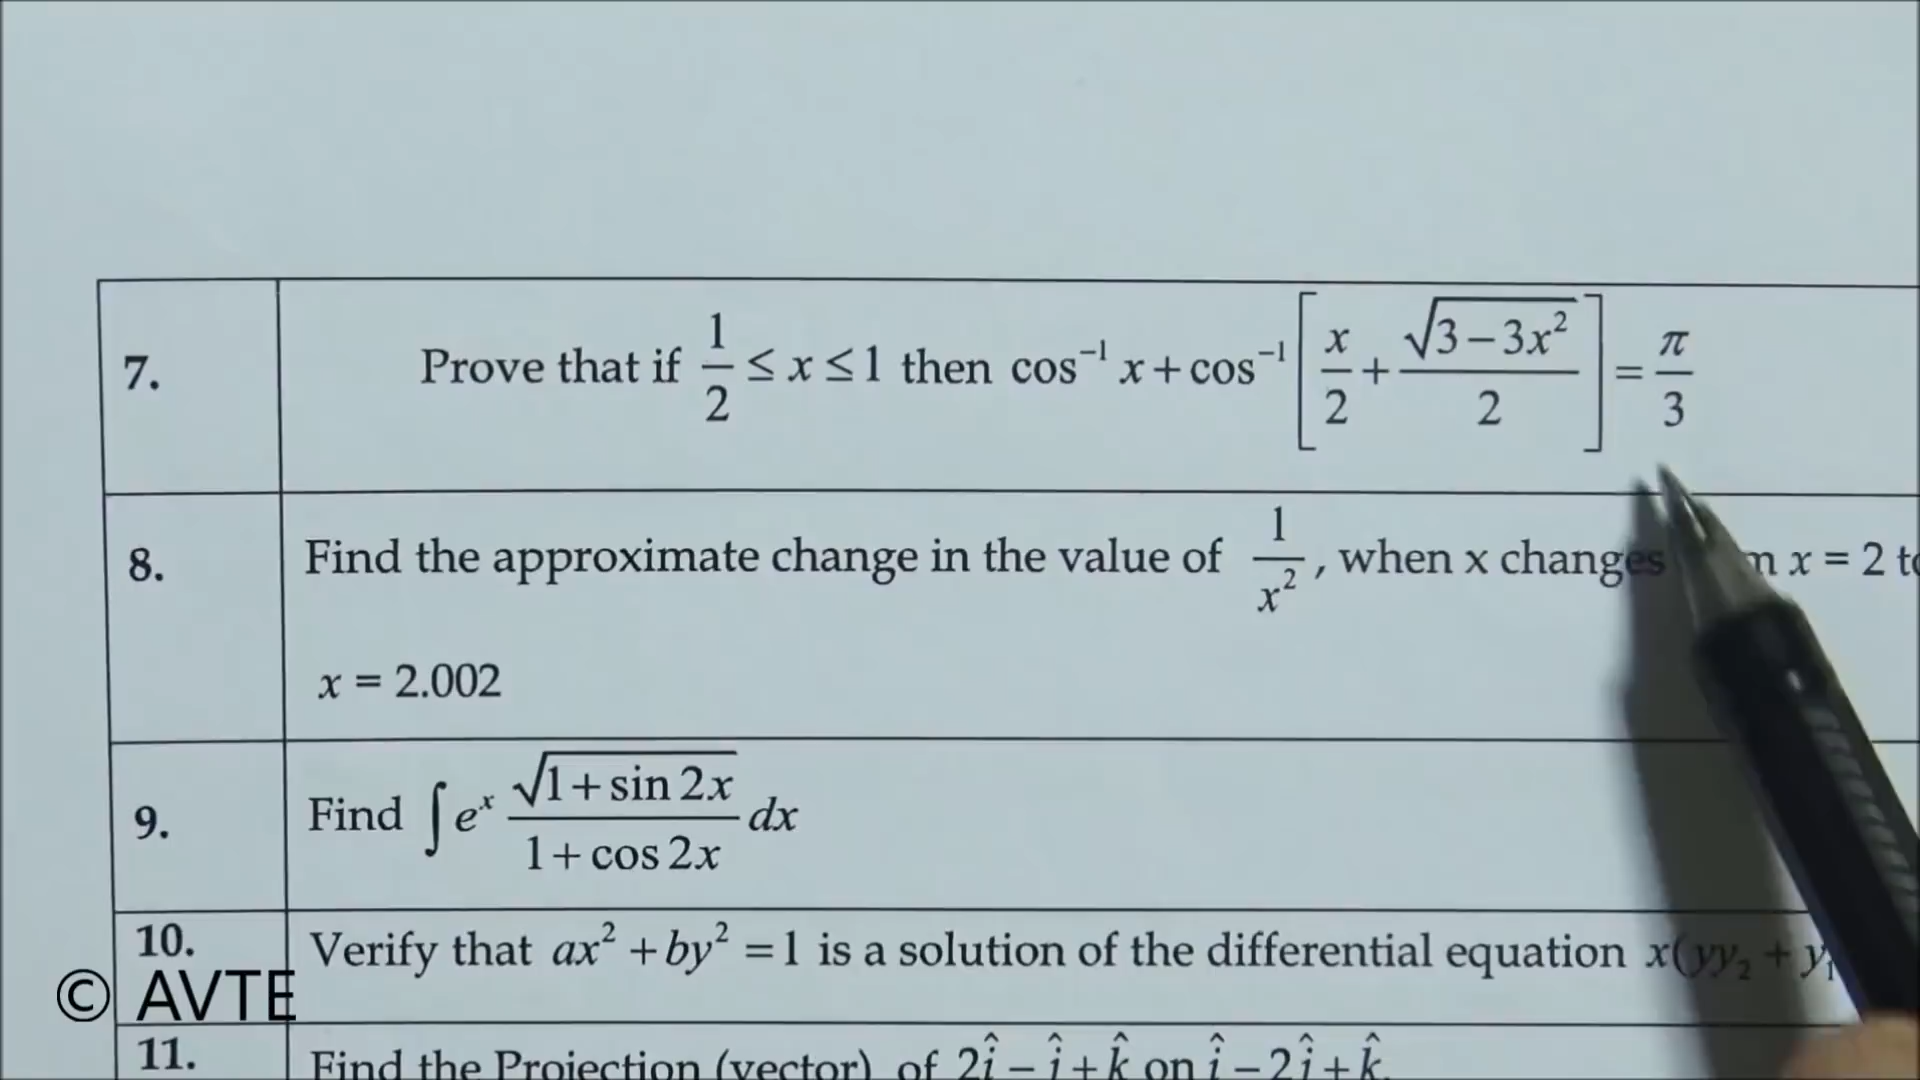 7. Prove that if 1/2 ≤ x ≤ 1 then cos⁻¹ x + cos⁻¹ [x/2 + √(3 − 3x²)/2] = π/3
8. Find the approximate change in the value of 1/x², when x changes x = 2
x = 2.002
9. Find ∫ eˣ √(1 + sin 2x)/(1 + cos 2x) dx
10. Verify that ax² + by² = 1 is a solution of the differential equation x(yy₂ + y₁
© AVTE
11. Find the Projection (vector) of 2î − ĵ + k̂ on î − 2ĵ + k̂.